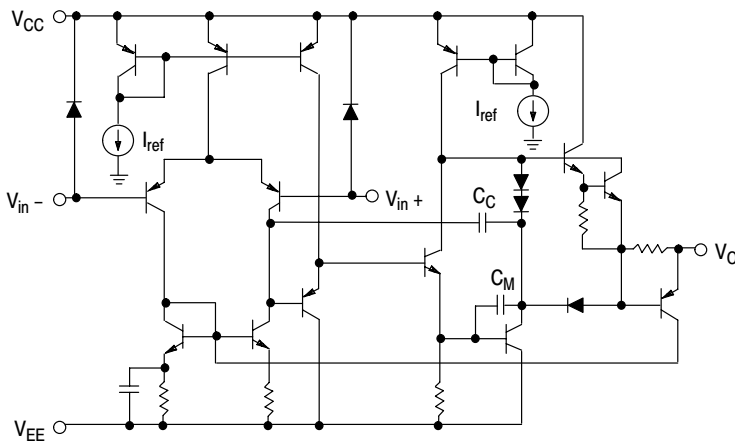 VCC
Iref
Iref
Vin −
Vin +
CC
CM
VO
VEE